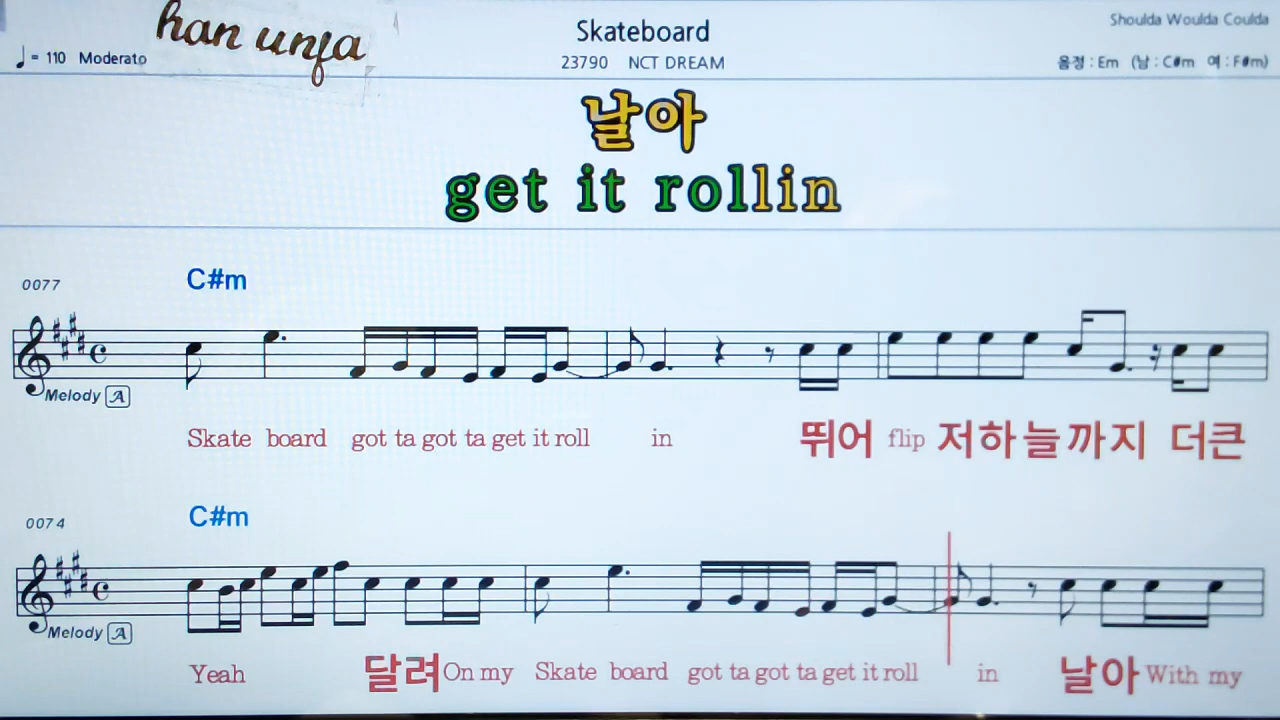 han unfa
Skateboard
Shoulda Woulda Coulda
♩= 110 Moderato
23790 NCT DREAM
음정 : Em (남 : C#m 여 : F#m)
날아
get it rollin
0077
C#m
Melody A
Skate board got ta got ta get it roll in 뛰어 flip 저하늘까지 더큰
0074
C#m
Melody A
Yeah 달려 On my Skate board got ta got ta get it roll in 날아 With my